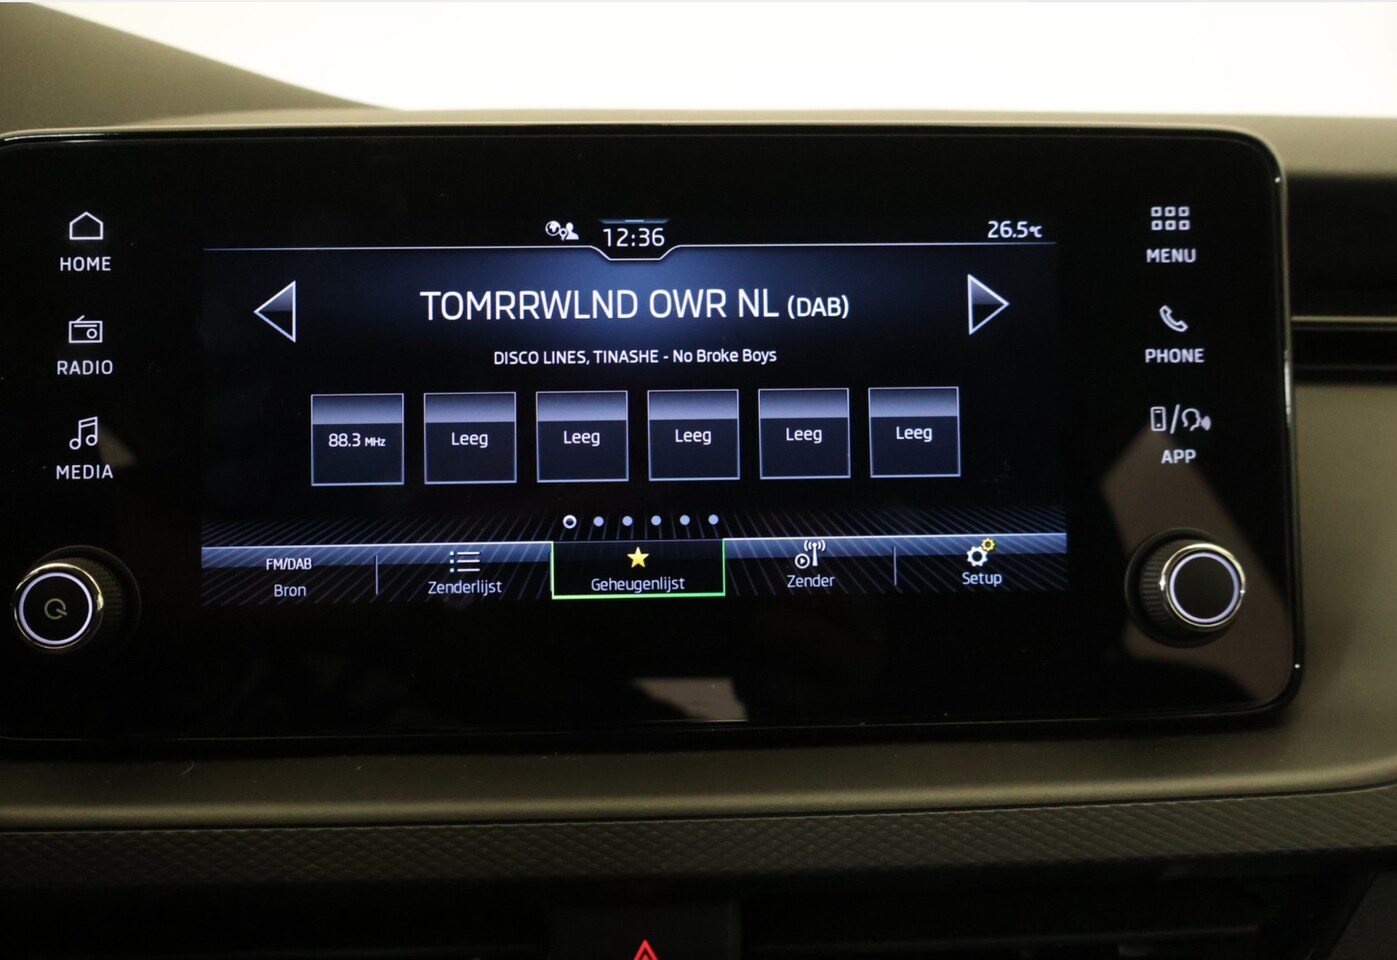 12:36
26.5°C
HOME
MENU
TOMRRWLND OWR NL (DAB)
DISCO LINES, TINASHE - No Broke Boys
RADIO
PHONE
MEDIA
APP
88.3 MHz
Leeg
Leeg
Leeg
Leeg
Leeg
FM/DAB
Bron
Zenderlijst
Geheugenlijst
Zender
Setup